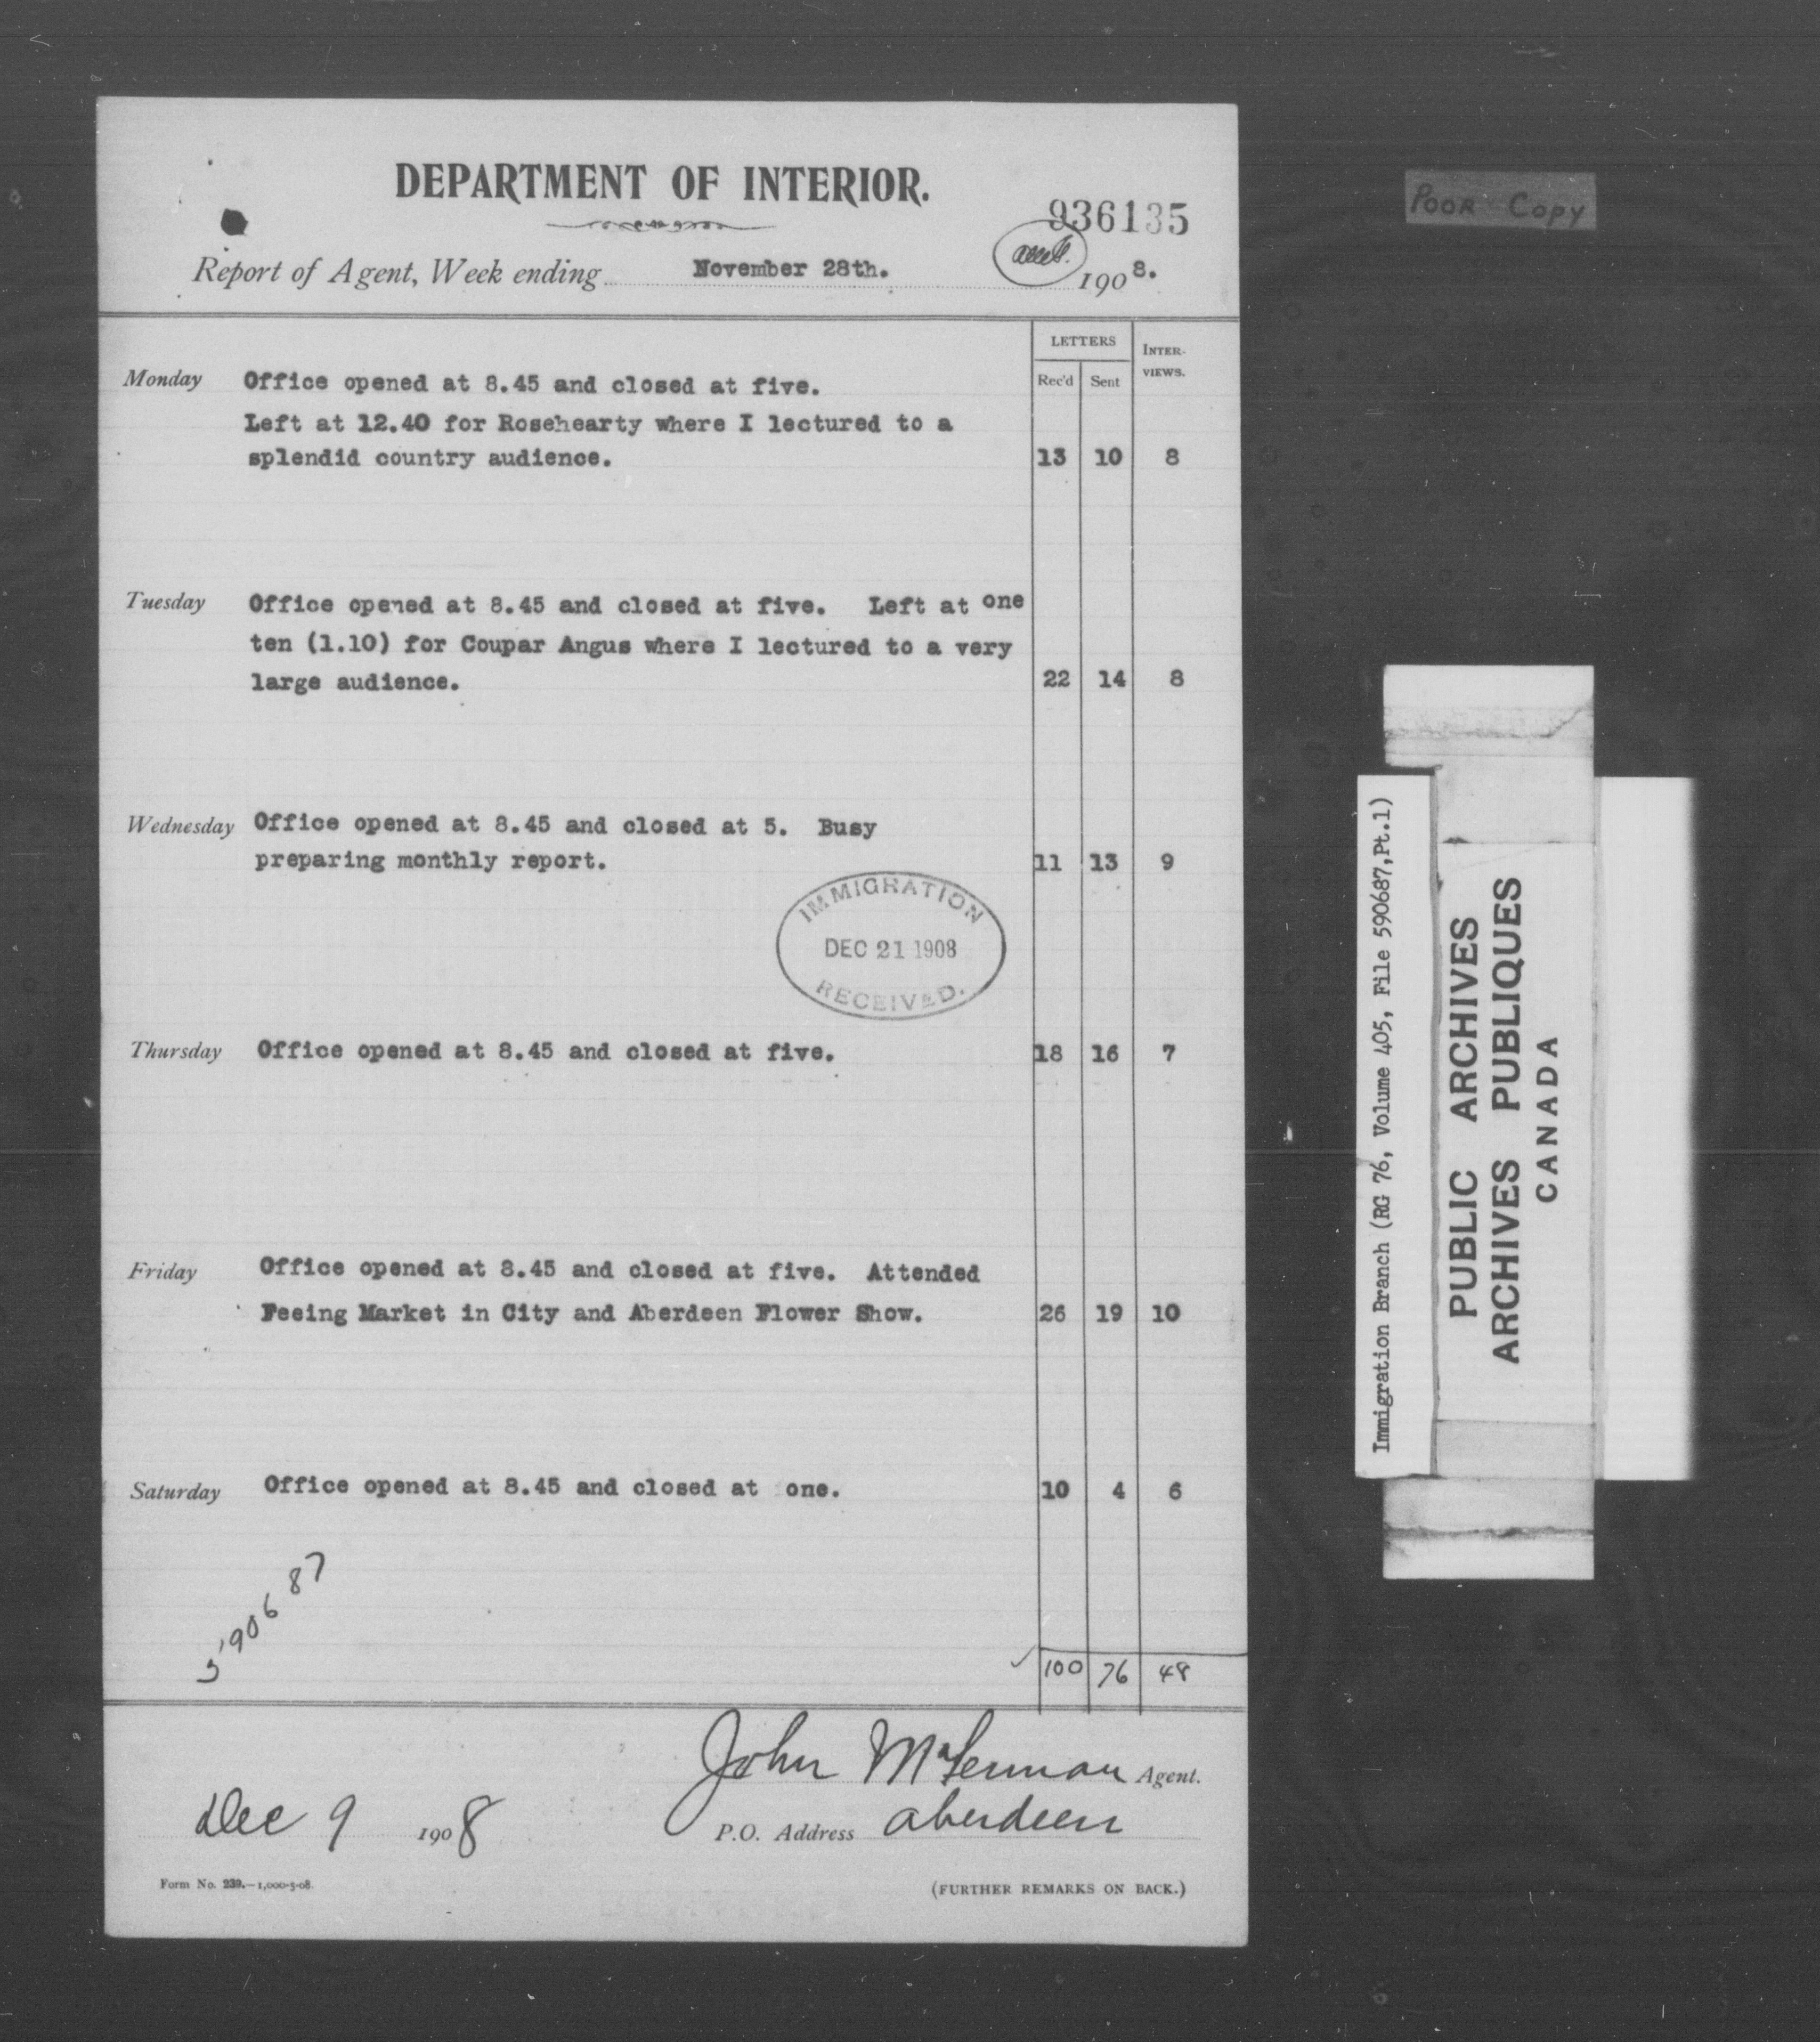 DEPARTMENT OF INTERIOR.
936135
Report of Agent, Week ending November 28th. 1908.
LETTERS
INTER-
VIEWS.
Rec'd Sent
Monday Office opened at 8.45 and closed at five.
Left at 12.40 for Rosehearty where I lectured to a
splendid country audience. 13 10 8
Tuesday Office opened at 8.45 and closed at five. Left at one
ten (1.10) for Coupar Angus where I lectured to a very
large audience. 22 14 8
Wednesday Office opened at 8.45 and closed at 5. Busy
preparing monthly report. 11 13 9
IMMIGRATION
DEC 21 1908
RECEIVED.
Thursday Office opened at 8.45 and closed at five. 18 16 7
Friday Office opened at 8.45 and closed at five. Attended
Feeing Market in City and Aberdeen Flower Show. 26 19 10
Saturday Office opened at 8.45 and closed at one. 10 4 6
590687
100 76 48
John Agent.
Dec 9 1908
P.O. Address Aberdeen
Form No. 239.—1,000-5-08.
(FURTHER REMARKS ON BACK.)
POOR COPY
Immigration Branch (RG 76, Volume 405, File 590687,Pt.1)
PUBLIC ARCHIVES
ARCHIVES PUBLIQUES
CANADA